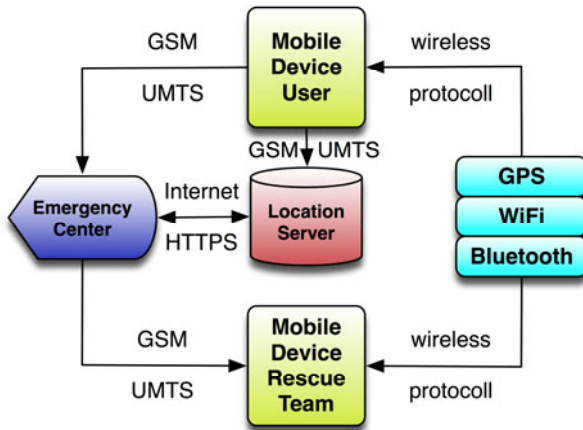 GSM
UMTS
Mobile
Device
User
wireless
protocoll
GSM UMTS
Emergency
Center
Internet
HTTPS
Location
Server
GPS
WiFi
Bluetooth
GSM
UMTS
Mobile
Device
Rescue
Team
wireless
protocoll